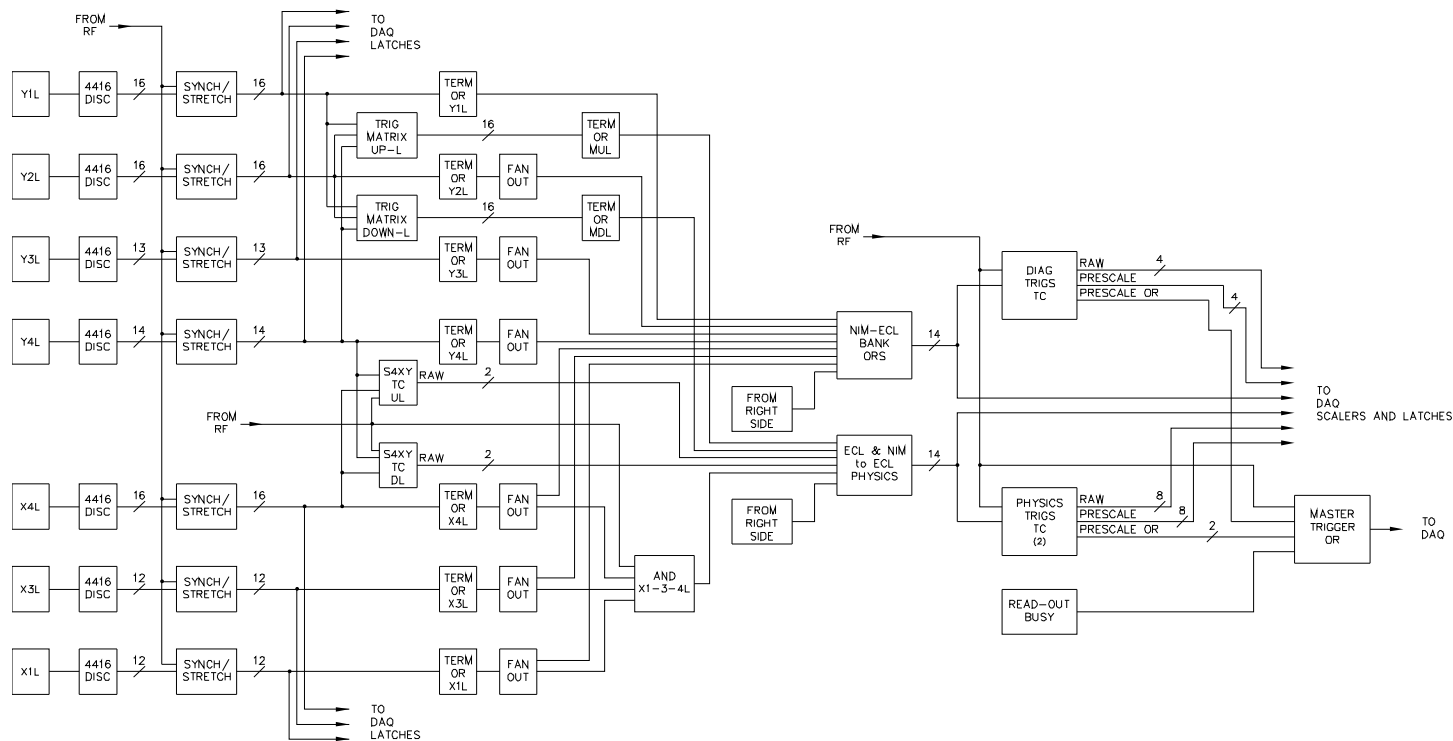 FROM
RF
TO
DAQ
LATCHES
Y1L
4416
DISC
16
SYNCH/
STRETCH
16
TERM
OR
Y1L
TRIG
MATRIX
UP-L
16
TERM
OR
MUL
Y2L
4416
DISC
16
SYNCH/
STRETCH
16
TERM
OR
Y2L
FAN
OUT
TRIG
MATRIX
DOWN-L
16
TERM
OR
MDL
Y3L
4416
DISC
13
SYNCH/
STRETCH
13
TERM
OR
Y3L
FAN
OUT
FROM
RF
DIAG
TRIGS
TC
RAW
4
PRESCALE
4
PRESCALE OR
Y4L
4416
DISC
14
SYNCH/
STRETCH
14
TERM
OR
Y4L
FAN
OUT
NIM-ECL
BANK
ORS
14
S4XY
TC
UL
RAW
2
FROM
RIGHT
SIDE
TO
DAQ
SCALERS AND LATCHES
FROM
RF
S4XY
TC
DL
RAW
2
ECL & NIM
to ECL
PHYSICS
14
X4L
4416
DISC
16
SYNCH/
STRETCH
16
TERM
OR
X4L
FAN
OUT
FROM
RIGHT
SIDE
PHYSICS
TRIGS
TC
(2)
RAW
8
PRESCALE
8
PRESCALE OR
2
MASTER
TRIGGER
OR
TO
DAQ
X3L
4416
DISC
12
SYNCH/
STRETCH
12
TERM
OR
X3L
FAN
OUT
AND
X1-3-4L
READ-OUT
BUSY
X1L
4416
DISC
12
SYNCH/
STRETCH
12
TERM
OR
X1L
FAN
OUT
TO
DAQ
LATCHES